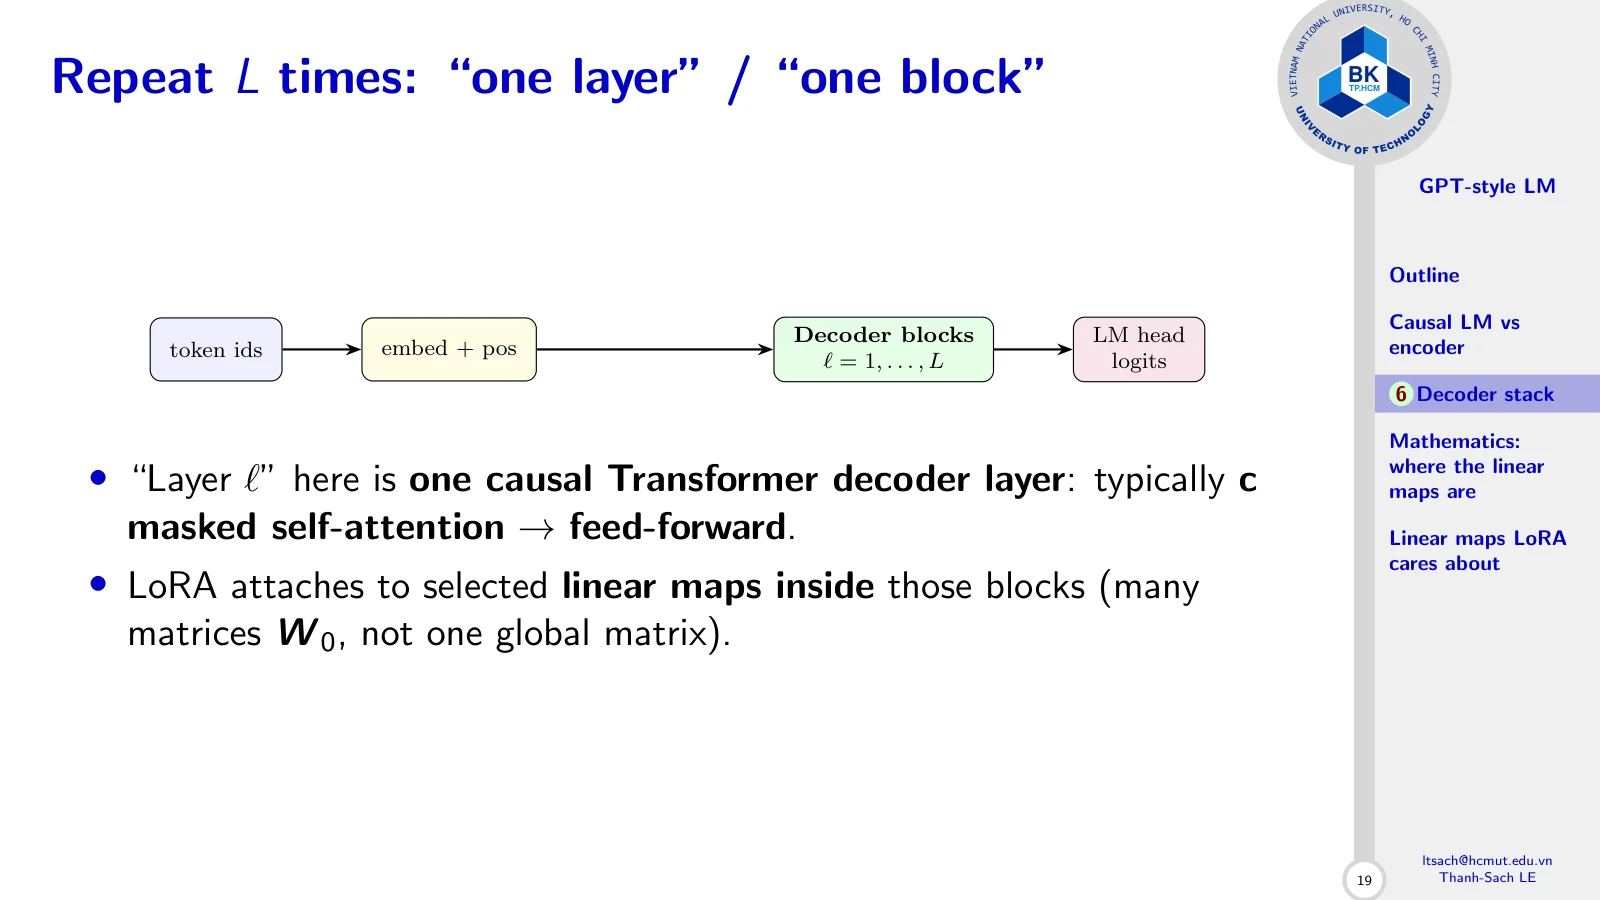 Repeat L times: “one layer” / “one block”
token ids
embed + pos
Decoder blocks
ℓ = 1, . . . , L
LM head
logits
• “Layer ℓ” here is one causal Transformer decoder layer: typically c
masked self-attention → feed-forward.
• LoRA attaches to selected linear maps inside those blocks (many
matrices W₀, not one global matrix).
VIETNAM NATIONAL UNIVERSITY, HO CHI MINH CITY
BK
TP.HCM
UNIVERSITY OF TECHNOLOGY
GPT-style LM
Outline
Causal LM vs
encoder
6 Decoder stack
Mathematics:
where the linear
maps are
Linear maps LoRA
cares about
ltsach@hcmut.edu.vn
Thanh-Sach LE
19